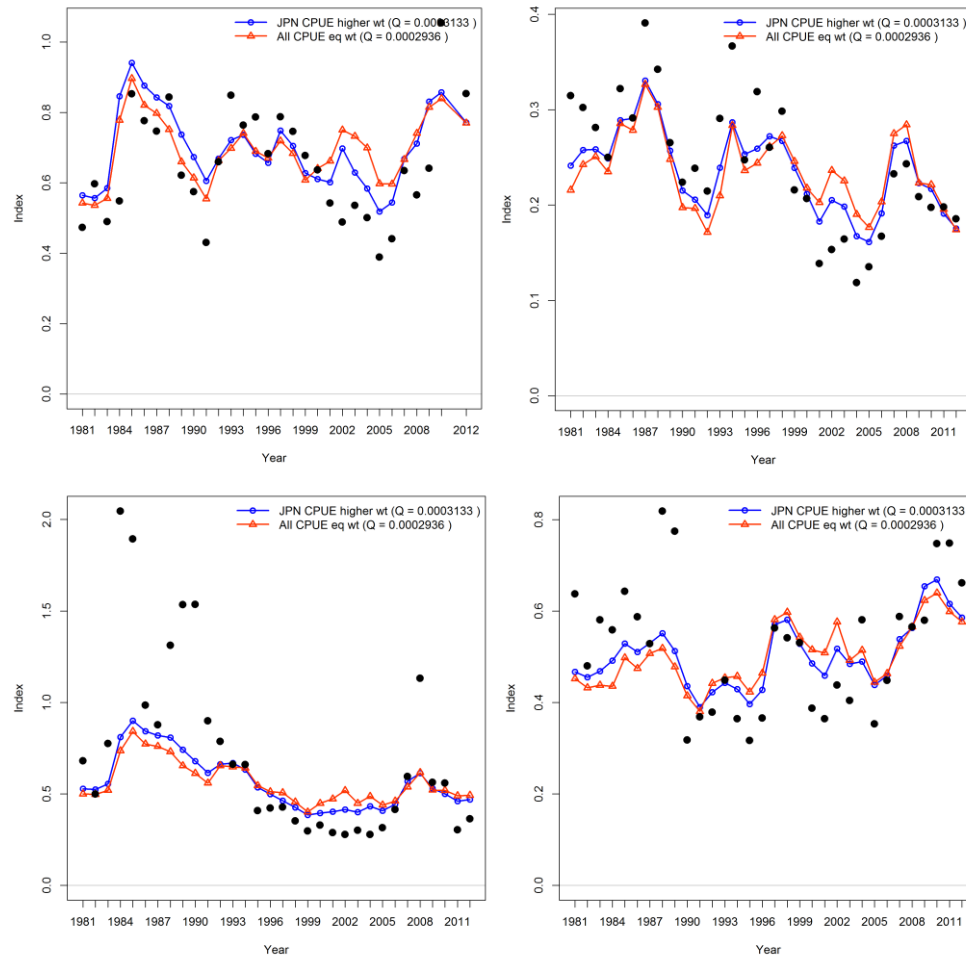 JPN CPUE higher wt (Q = 0.0003133 )
All CPUE eq wt (Q = 0.0002936 )
Index
0.0 0.2 0.4 0.6 0.8 1.0
1981 1984 1987 1990 1993 1996 1999 2002 2005 2008 2012
Year
JPN CPUE higher wt (Q = 0.0003133 )
All CPUE eq wt (Q = 0.0002936 )
Index
0.0 0.1 0.2 0.3 0.4
1981 1984 1987 1990 1993 1996 1999 2002 2005 2008 2011
Year
JPN CPUE higher wt (Q = 0.0003133 )
All CPUE eq wt (Q = 0.0002936 )
Index
0.0 0.5 1.0 1.5 2.0
1981 1984 1987 1990 1993 1996 1999 2002 2005 2008 2011
Year
JPN CPUE higher wt (Q = 0.0003133
All CPUE eq wt (Q = 0.0002936 )
Index
0.0 0.2 0.4 0.6 0.8
1981 1984 1987 1990 1993 1996 1999 2002 2005 2008 2011
Year